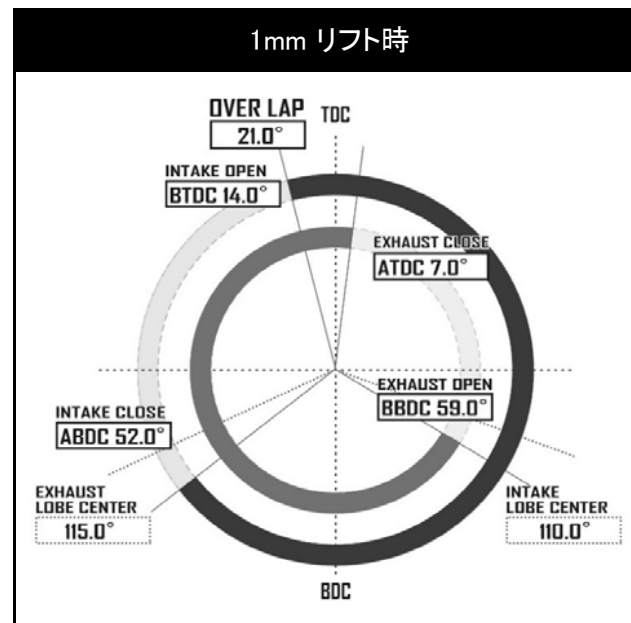 1mm リフト時
OVER LAP
21.0°
TDC
INTAKE OPEN
BTDC 14.0°
EXHAUST CLOSE
ATDC 7.0°
EXHAUST OPEN
BBDC 59.0°
INTAKE CLOSE
ABDC 52.0°
EXHAUST
LOBE CENTER
115.0°
INTAKE
LOBE CENTER
110.0°
BDC